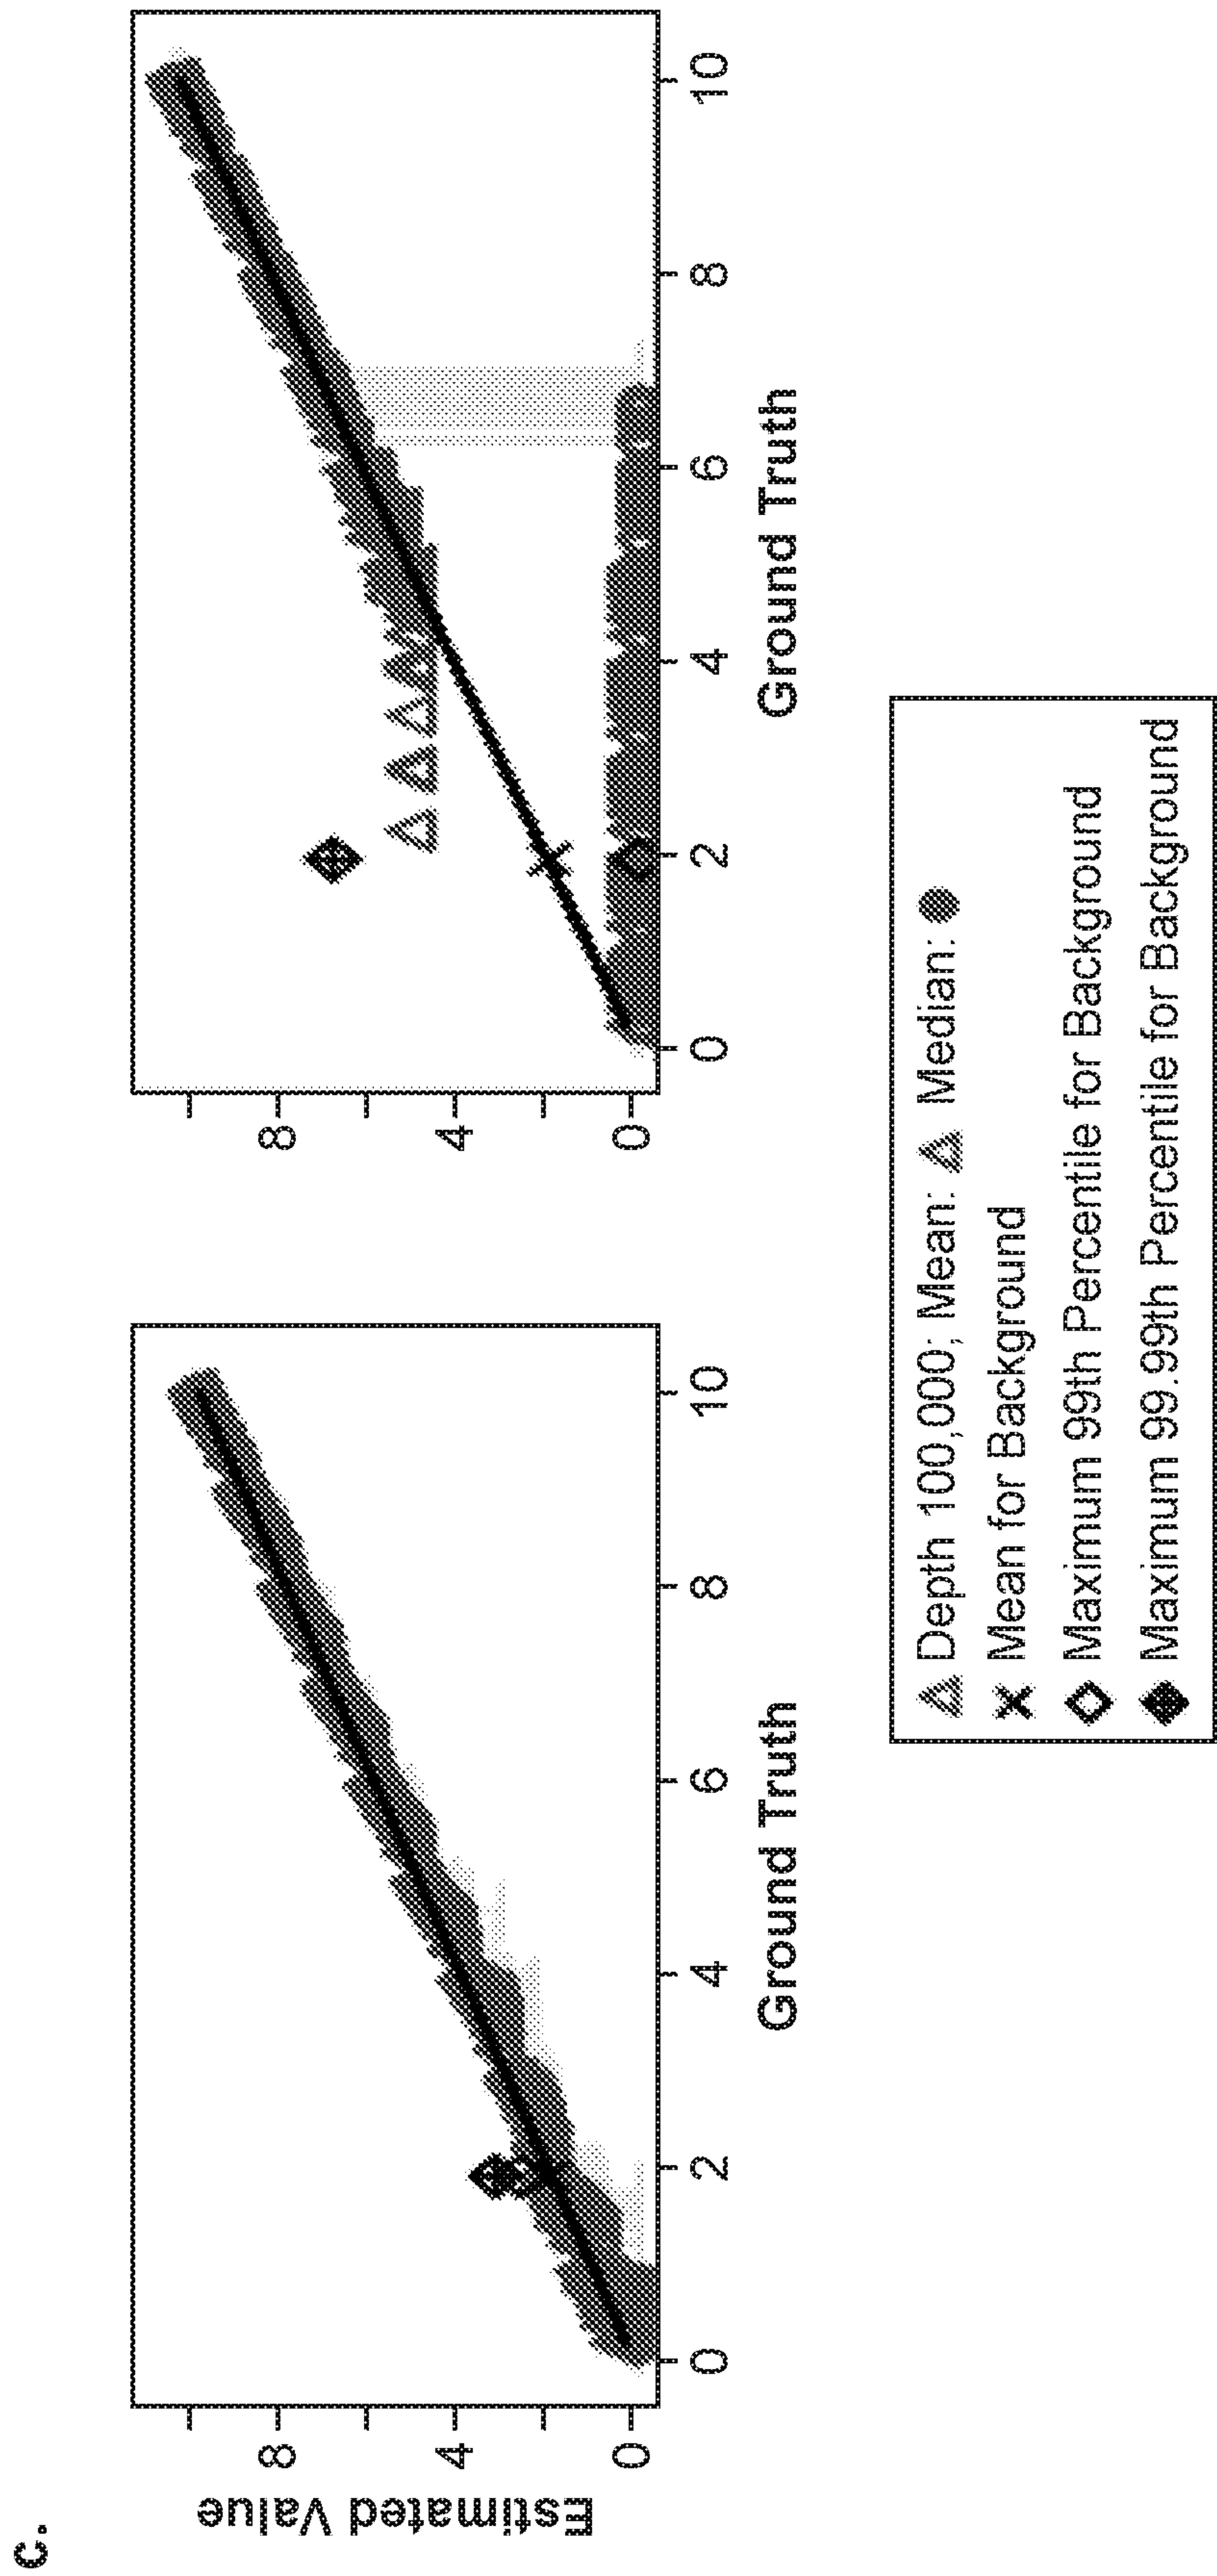 c.
Estimated Value
8
4
0
0 2 4 6 8 10
Ground Truth
8
4
0
0 2 4 6 8 10
Ground Truth
Depth 100,000; Mean: Median:
Mean for Background
Maximum 99th Percentile for Background
Maximum 99.99th Percentile for Background